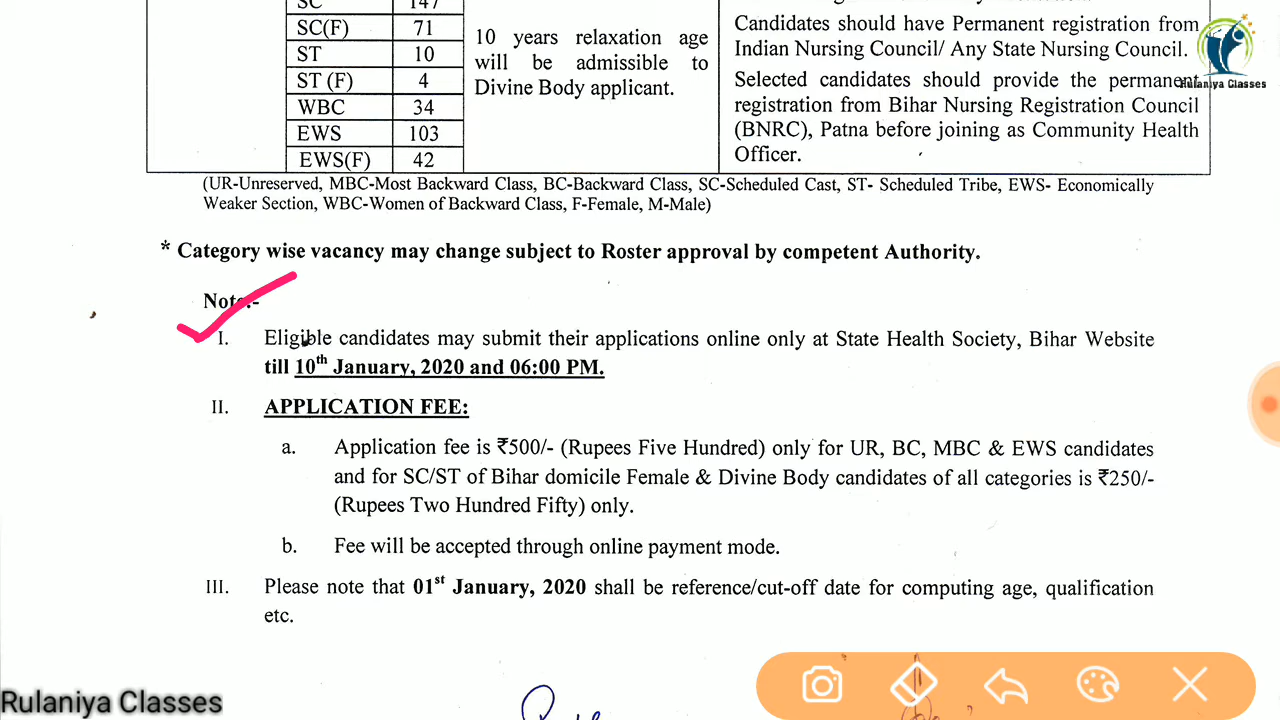 SC 147
SC(F) 71
ST 10
ST (F) 4
WBC 34
EWS 103
EWS(F) 42
10 years relaxation age
will be admissible to
Divine Body applicant.
Candidates should have Permanent registration from
Indian Nursing Council/ Any State Nursing Council.
Selected candidates should provide the permanent
registration from Bihar Nursing Registration Council
(BNRC), Patna before joining as Community Health
Officer.
Rulaniya Classes
(UR-Unreserved, MBC-Most Backward Class, BC-Backward Class, SC-Scheduled Cast, ST- Scheduled Tribe, EWS- Economically
Weaker Section, WBC-Women of Backward Class, F-Female, M-Male)
* Category wise vacancy may change subject to Roster approval by competent Authority.
Note:-
I. Eligible candidates may submit their applications online only at State Health Society, Bihar Website
till 10th January, 2020 and 06:00 PM.
II. APPLICATION FEE:
a. Application fee is ₹500/- (Rupees Five Hundred) only for UR, BC, MBC & EWS candidates
and for SC/ST of Bihar domicile Female & Divine Body candidates of all categories is ₹250/-
(Rupees Two Hundred Fifty) only.
b. Fee will be accepted through online payment mode.
III. Please note that 01st January, 2020 shall be reference/cut-off date for computing age, qualification
etc.
Rulaniya Classes